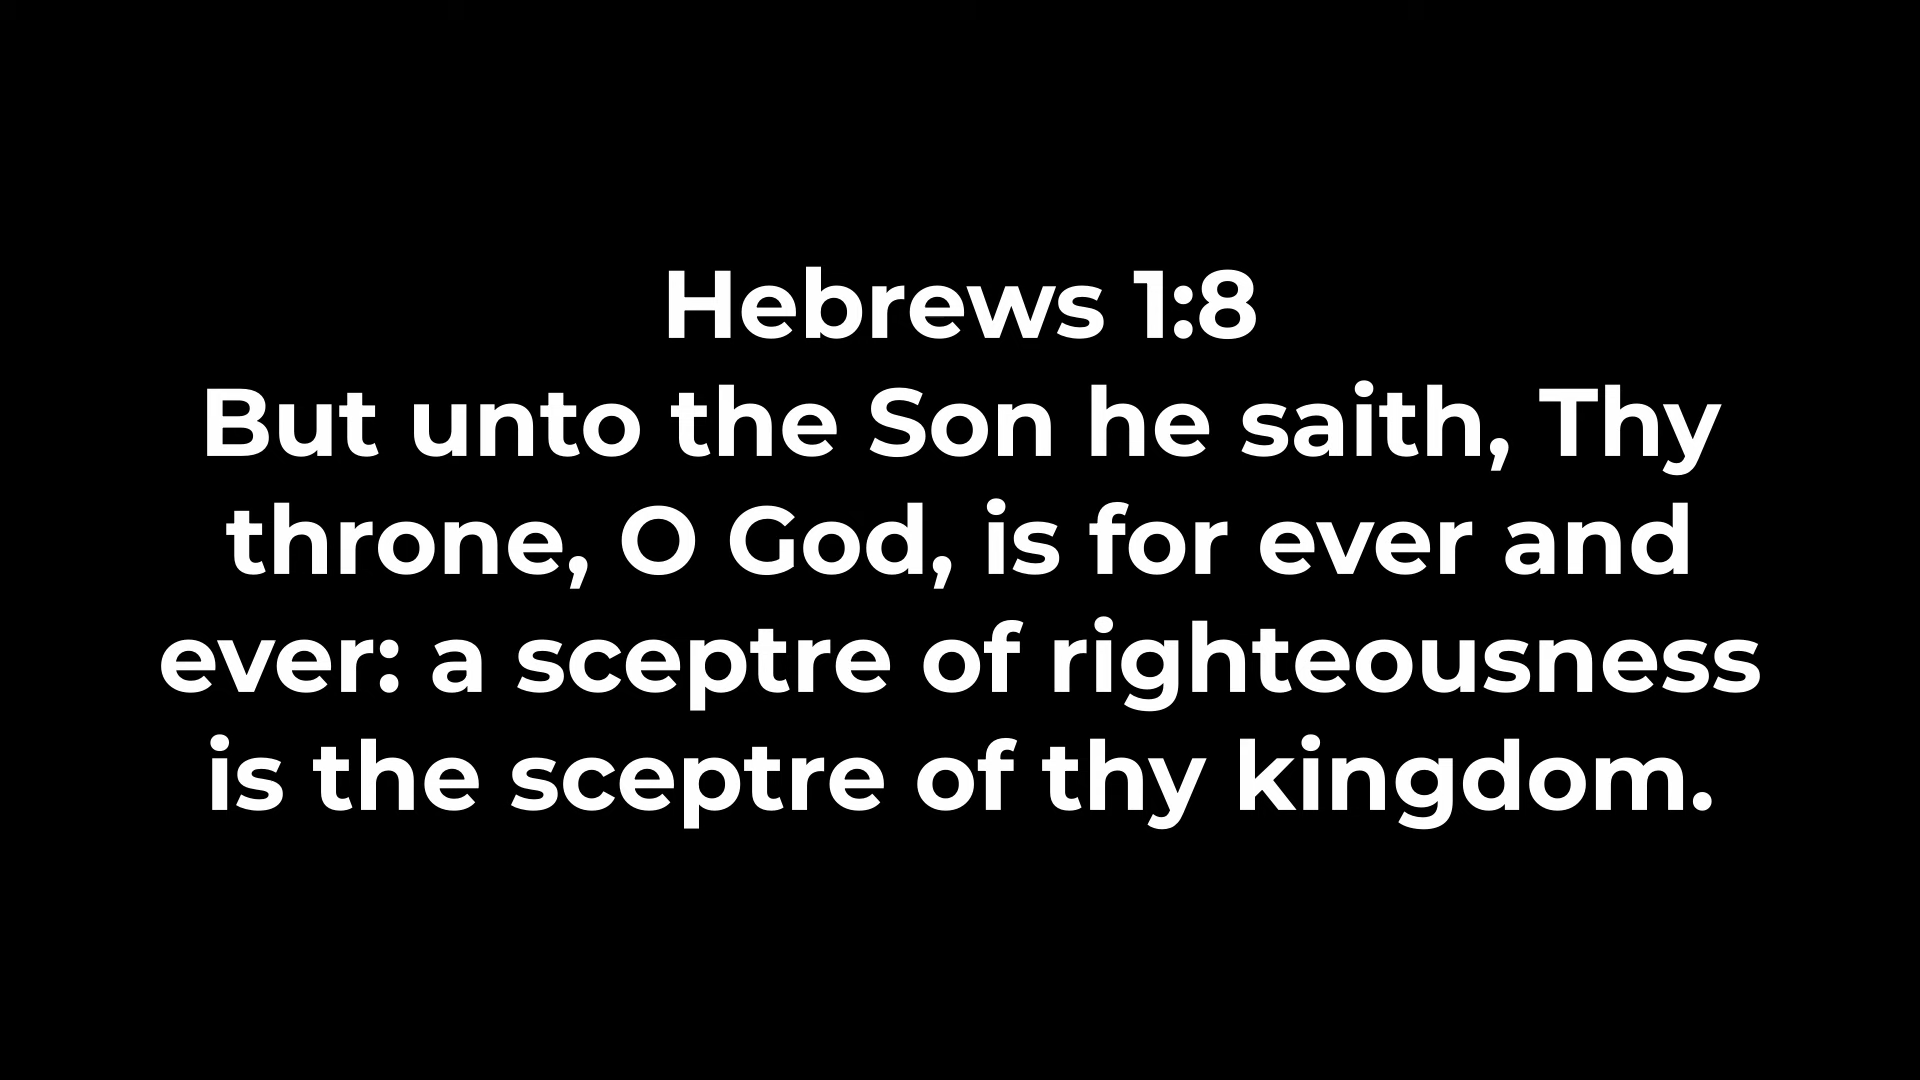 Hebrews 1:8
But unto the Son he saith, Thy
throne, O God, is for ever and
ever: a sceptre of righteousness
is the sceptre of thy kingdom.